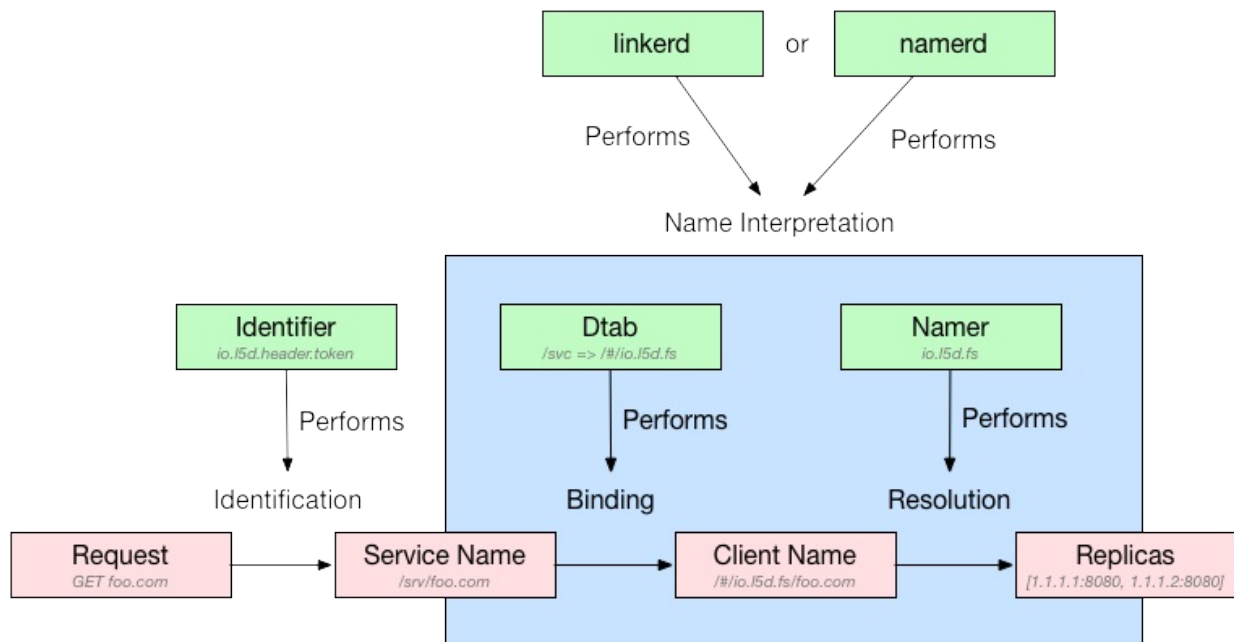 linkerd or namerd
Performs
Performs
Name Interpretation
Identifier
io.l5d.header.token
Dtab
/svc => /#/io.l5d.fs
Namer
io.l5d.fs
Performs
Performs
Performs
Identification
Binding
Resolution
Request
GET foo.com
Service Name
/srv/foo.com
Client Name
/#/io.l5d.fs/foo.com
Replicas
[1.1.1.1:8080, 1.1.1.2:8080]